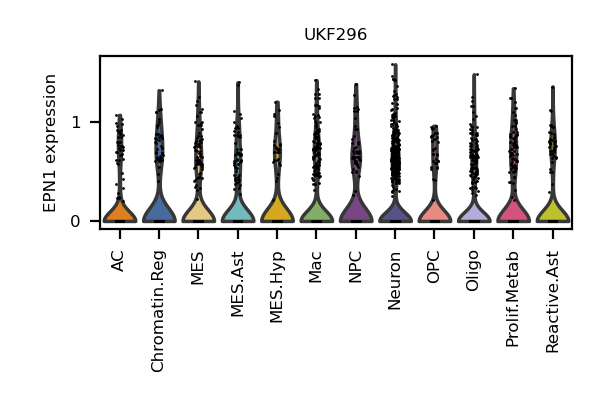 UKF296
EPN1 expression
1
0
AC
Chromatin.Reg
MES
MES.Ast
MES.Hyp
Mac
NPC
Neuron
OPC
Oligo
Prolif.Metab
Reactive.Ast